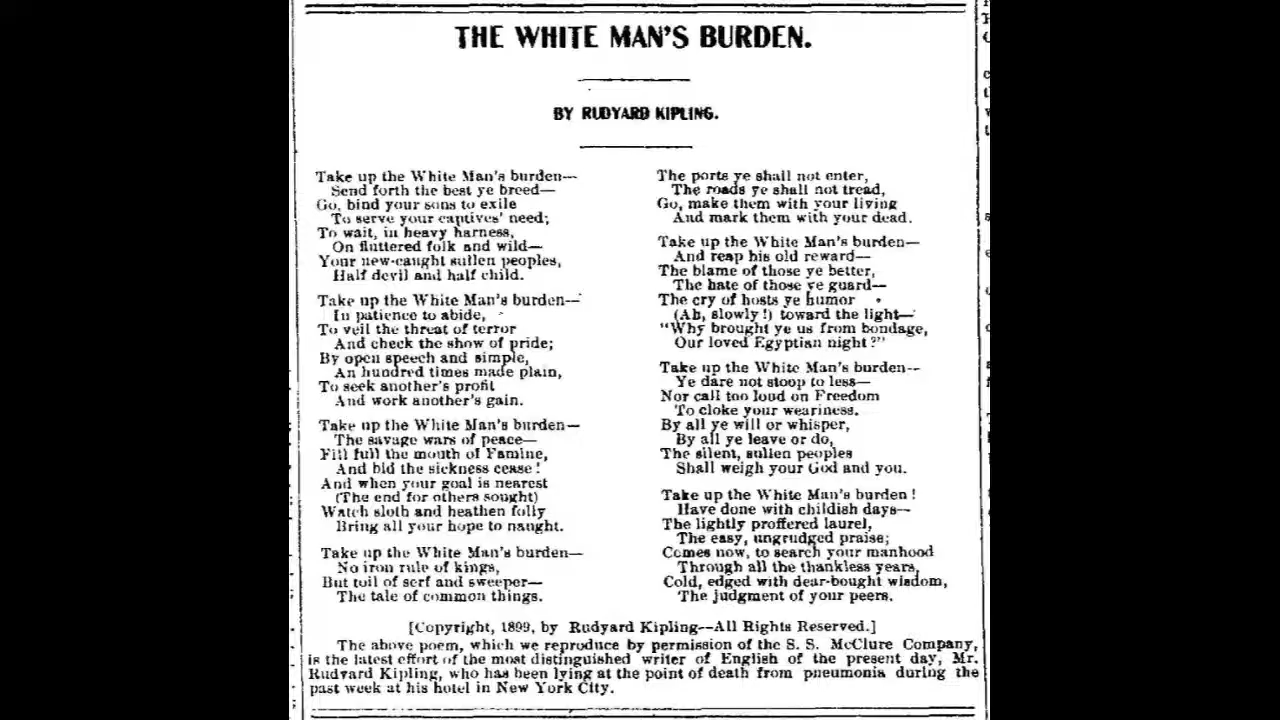 THE WHITE MAN'S BURDEN.
BY RUDYARD KIPLING.
Take up the White Man's burden—
Send forth the best ye breed—
Go, bind your sons to exile
To serve your captives' need;
To wait, in heavy harness,
On fluttered folk and wild—
Your new-caught sullen peoples,
Half devil and half child.
Take up the White Man's burden—
In patience to abide,
To veil the threat of terror
And check the show of pride;
By open speech and simple,
An hundred times made plain,
To seek another's profit
And work another's gain.
Take up the White Man's burden—
The savage wars of peace—
Fill full the mouth of Famine,
And bid the sickness cease!
And when your goal is nearest
(The end for others sought)
Watch sloth and heathen folly
Bring all your hope to naught.
Take up the White Man's burden—
No iron rule of kings,
But toil of serf and sweeper—
The tale of common things.
The ports ye shall not enter,
The roads ye shall not tread,
Go, make them with your living
And mark them with your dead.
Take up the White Man's burden—
And reap his old reward—
The blame of those ye better,
The hate of those ye guard—
The cry of hosts ye humor
(Ah, slowly!) toward the light—
"Why brought ye us from bondage,
Our loved Egyptian night?"
Take up the White Man's burden--
Ye dare not stoop to less—
Nor call too loud on Freedom
To cloke your weariness.
By all ye will or whisper,
By all ye leave or do,
The silent, sullen peoples
Shall weigh your God and you.
Take up the White Man's burden!
Have done with childish days--
The lightly proffered laurel,
The easy, ungrudged praise;
Comes now, to search your manhood
Through all the thankless years,
Cold, edged with dear-bought wisdom,
The judgment of your peers.
[Copyright, 1899, by Rudyard Kipling--All Rights Reserved.]
The above poem, which we reproduce by permission of the S. S. McClure Company,
is the latest effort of the most distinguished writer of English of the present day, Mr.
Rudyard Kipling, who has been lying at the point of death from pneumonia during the
past week at his hotel in New York City.